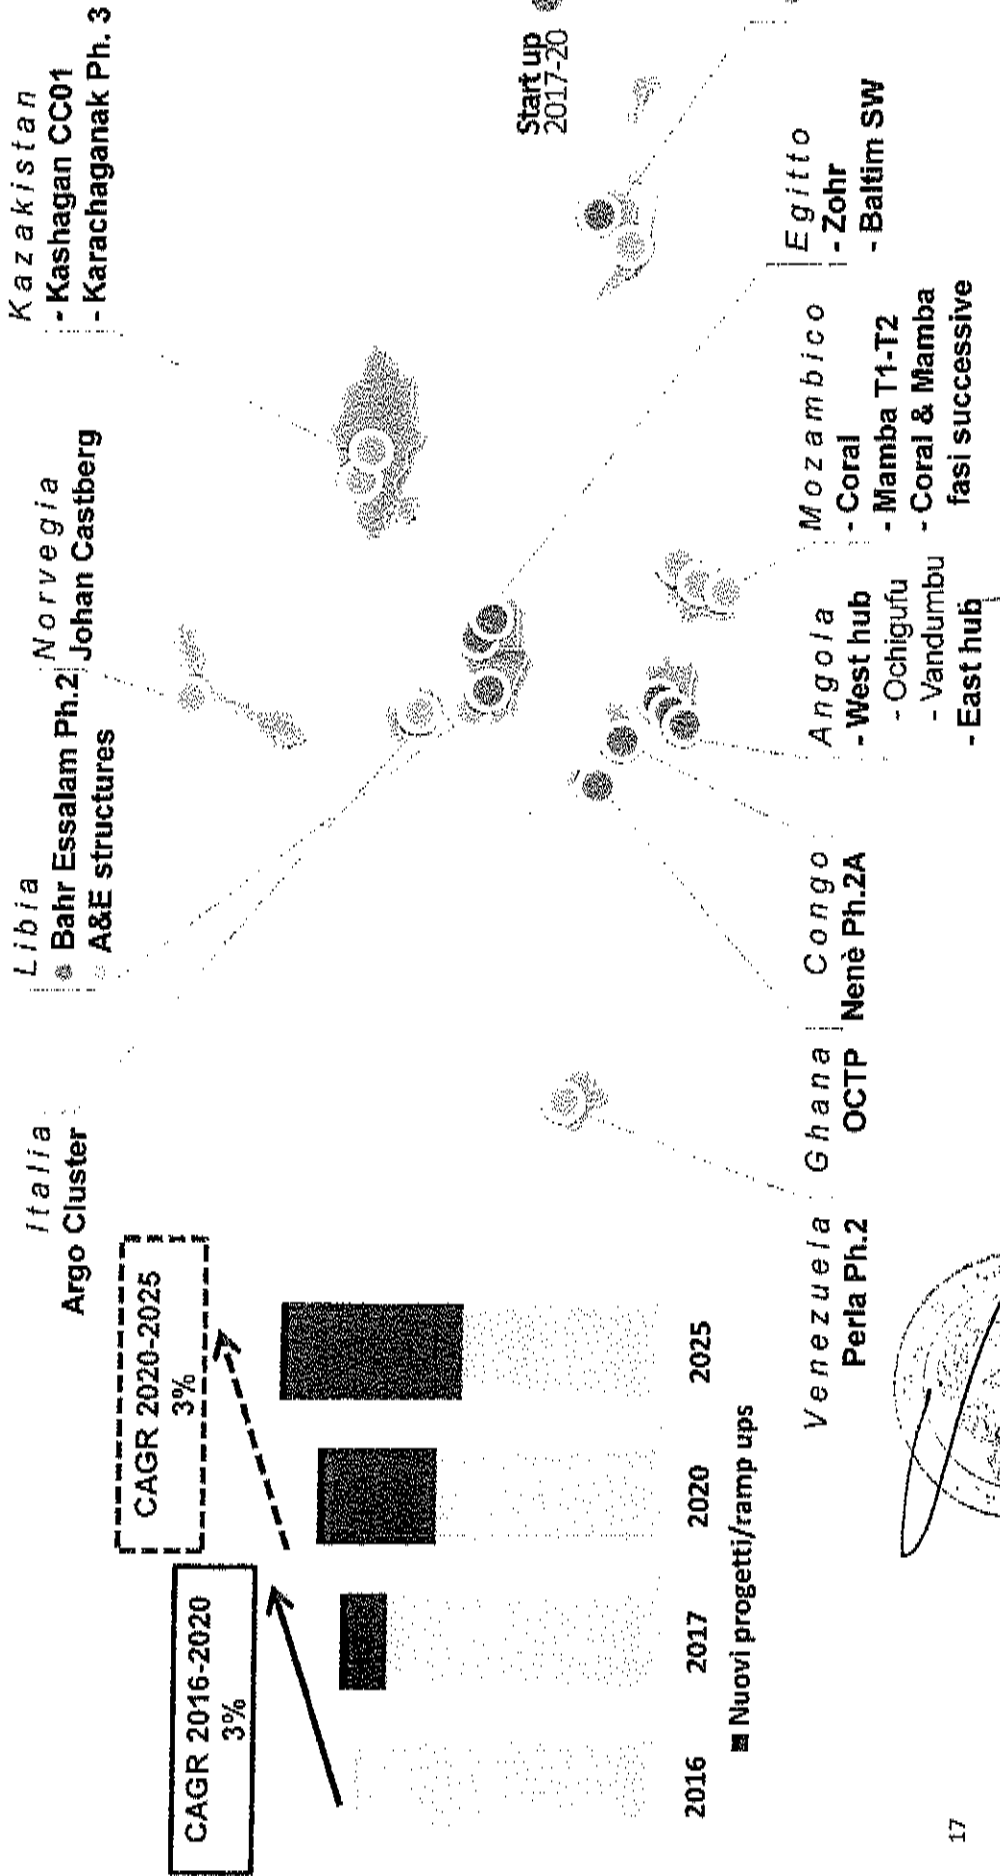 CAGR 2016-2020
3%
CAGR 2020-2025
3%
2016
2017
2020
2025
Nuovi progetti/ramp ups
Italia
Argo Cluster
Libia
Bahr Essalam Ph.2
A&E structures
Norvegia
Johan Castberg
Kazakistan
- Kashagan CC01
- Karachaganak Ph. 3
Start up
2017-20
Venezuela
Perla Ph.2
Ghana
OCTP
Congo
Nenè Ph.2A
Angola
- West hub
- Ochigufu
- Vandumbu
- East hub
Mozambico
- Coral
- Mamba T1-T2
- Coral & Mamba
fasi successive
Egitto
- Zohr
- Baltim SW
17